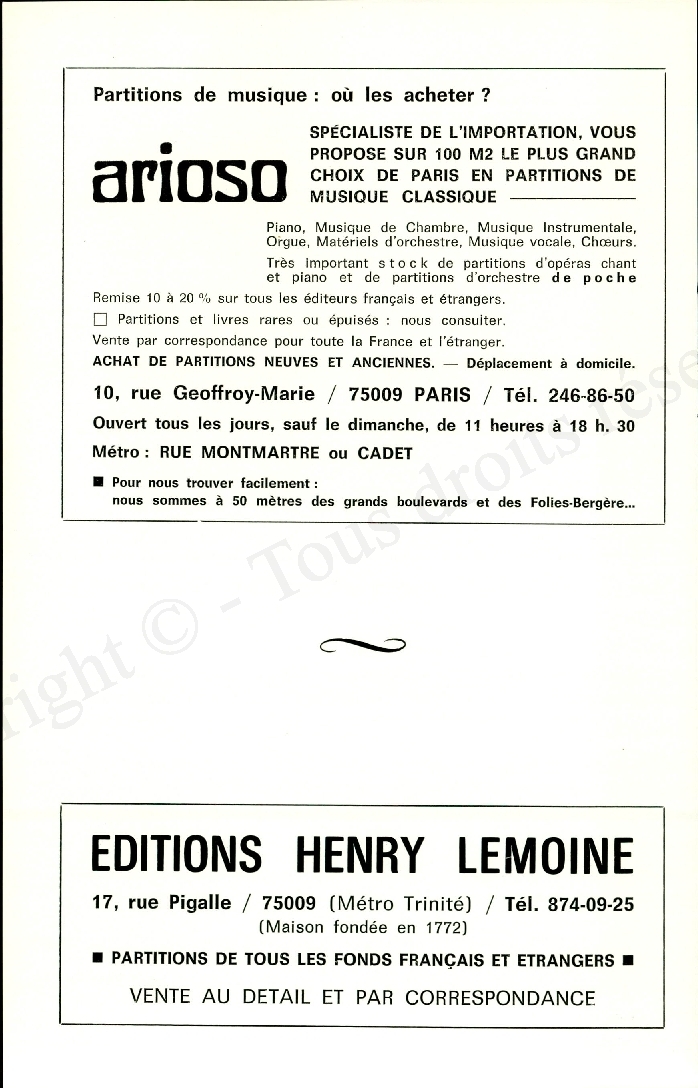 Partitions de musique : où les acheter ?
arioso
SPÉCIALISTE DE L'IMPORTATION, VOUS
PROPOSE SUR 100 M2 LE PLUS GRAND
CHOIX DE PARIS EN PARTITIONS DE
MUSIQUE CLASSIQUE
Piano, Musique de Chambre, Musique Instrumentale,
Orgue, Matériels d'orchestre, Musique vocale, Chœurs.
Très Important stock de partitions d'opéras chant
et piano et de partitions d'orchestre de poche
Remise 10 à 20 % sur tous les éditeurs français et étrangers.
□ Partitions et livres rares ou épuisés : nous consulter.
Vente par correspondance pour toute la France et l'étranger.
ACHAT DE PARTITIONS NEUVES ET ANCIENNES. — Déplacement à domicile.
10, rue Geoffroy-Marie / 75009 PARIS / Tél. 246-86-50
Ouvert tous les jours, sauf le dimanche, de 11 heures à 18 h. 30
Métro : RUE MONTMARTRE ou CADET
■ Pour nous trouver facilement :
nous sommes à 50 mètres des grands boulevards et des Folies-Bergère...
right © - Tous droits rése
EDITIONS HENRY LEMOINE
17, rue Pigalle / 75009 (Métro Trinité) / Tél. 874-09-25
(Maison fondée en 1772)
■ PARTITIONS DE TOUS LES FONDS FRANÇAIS ET ETRANGERS ■
VENTE AU DETAIL ET PAR CORRESPONDANCE